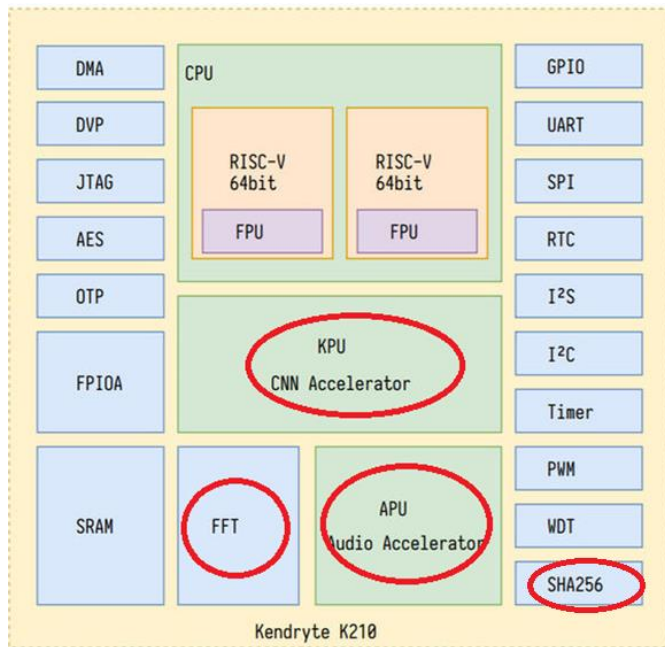 DMA
DVP
JTAG
AES
OTP
FPIOA
SRAM
CPU
RISC-V
64bit
FPU
RISC-V
64bit
FPU
KPU
CNN Accelerator
FFT
APU
Audio Accelerator
GPIO
UART
SPI
RTC
I²S
I²C
Timer
PWM
WDT
SHA256
Kendryte K210